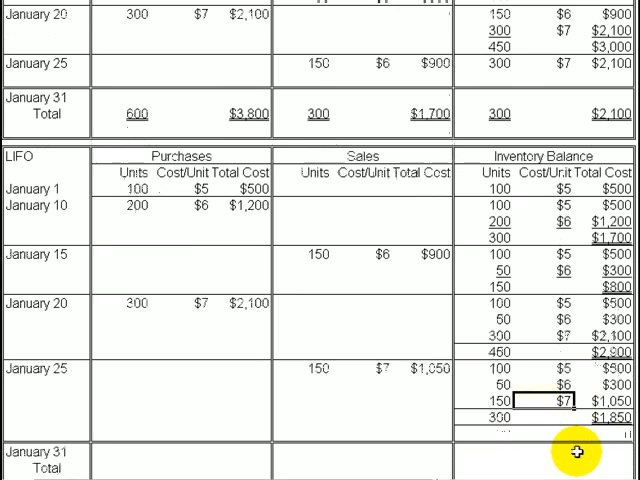 January 20 300 $7 $2,100 150 $6 $900
300 $7 $2,100
450 $3,000
January 25 150 $6 $900 300 $7 $2,100
January 31
Total 600 $3,800 300 $1,700 300 $2,100
LIFO Purchases Sales Inventory Balance
Units Cost/Unit Total Cost Units Cost/Unit Total Cost Units Cost/Unit Total Cost
January 1 100 $5 $500 100 $5 $500
January 10 200 $6 $1,200 100 $5 $500
200 $6 $1,200
300 $1,700
January 15 150 $6 $900 100 $5 $500
50 $6 $300
150 $800
January 20 300 $7 $2,100 100 $5 $500
50 $6 $300
300 $7 $2,100
450 $2,900
January 25 150 $7 $1,050 100 $5 $500
50 $6 $300
150 $7 $1,050
300 $1,850
January 31
Total